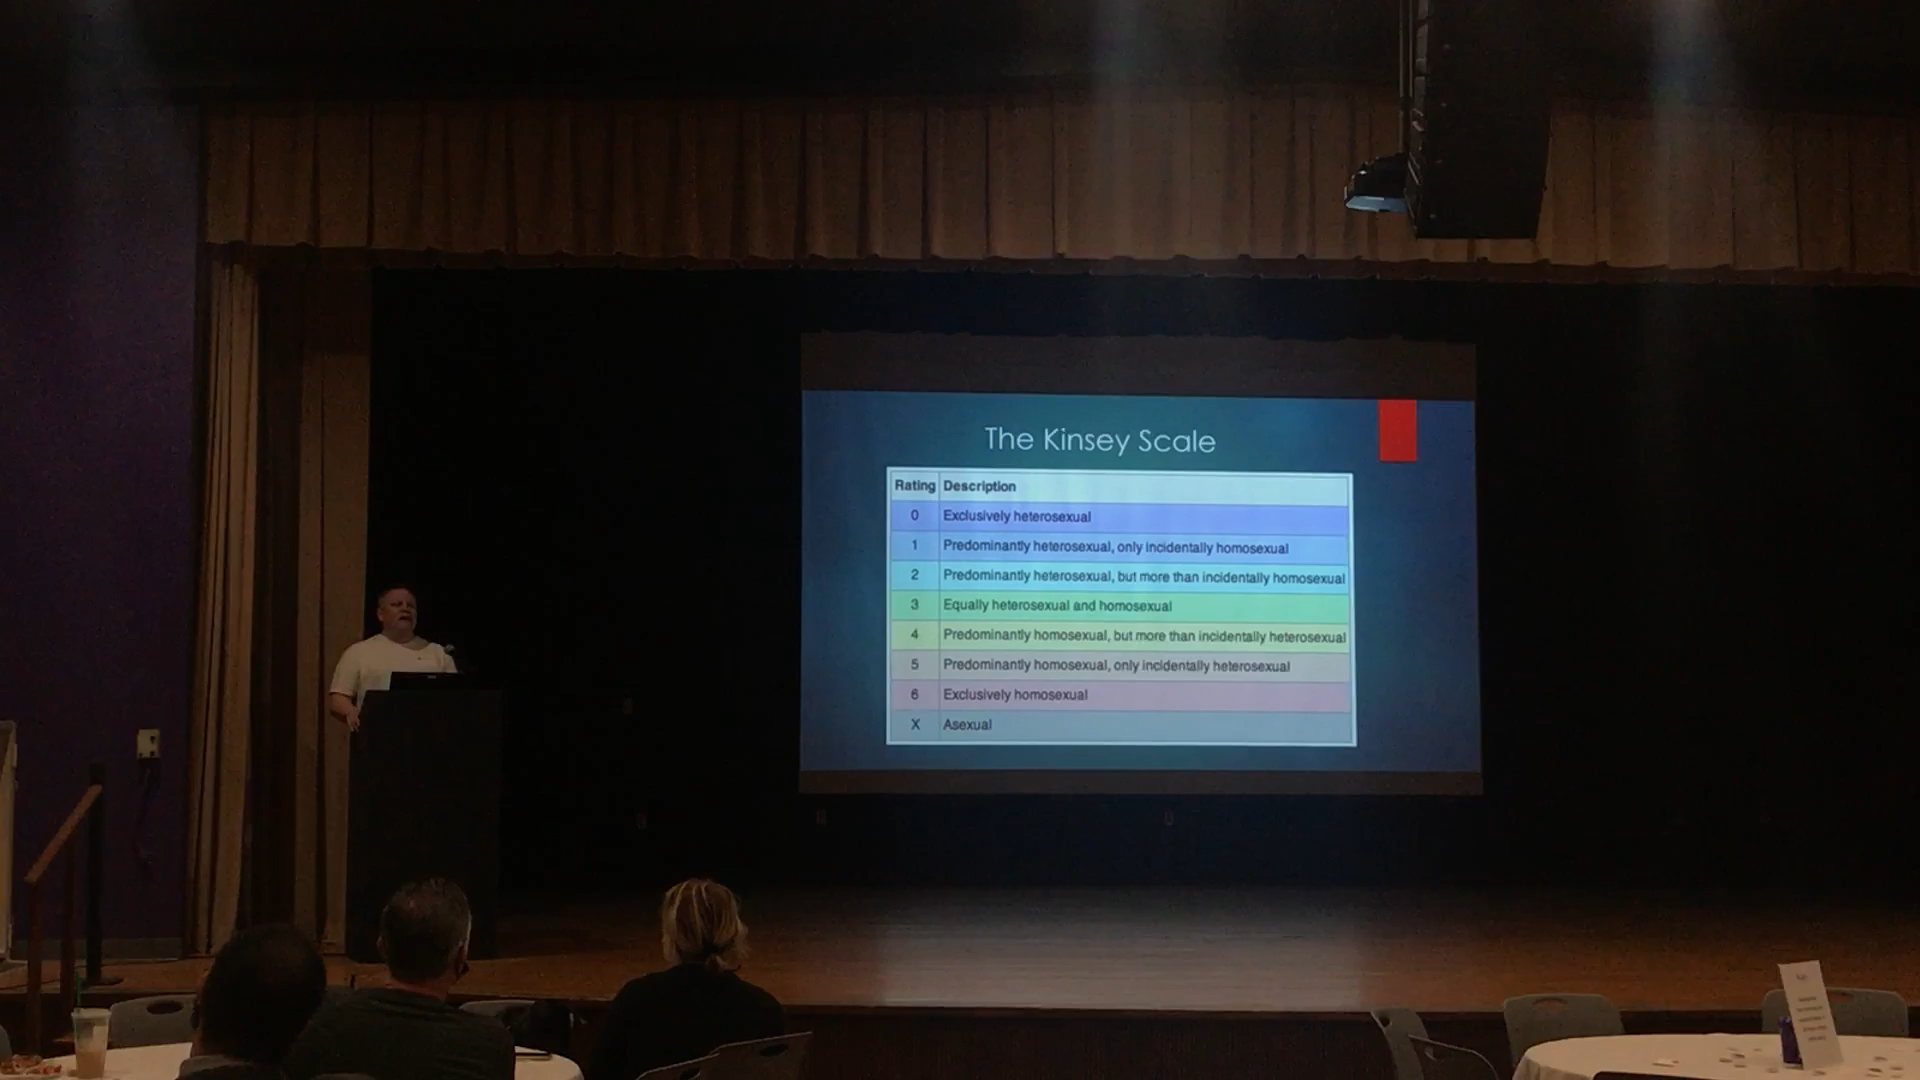 The Kinsey Scale
Rating Description
0 Exclusively heterosexual
1 Predominantly heterosexual, only incidentally homosexual
2 Predominantly heterosexual, but more than incidentally homosexual
3 Equally heterosexual and homosexual
4 Predominantly homosexual, but more than incidentally heterosexual
5 Predominantly homosexual, only incidentally heterosexual
6 Exclusively homosexual
X Asexual